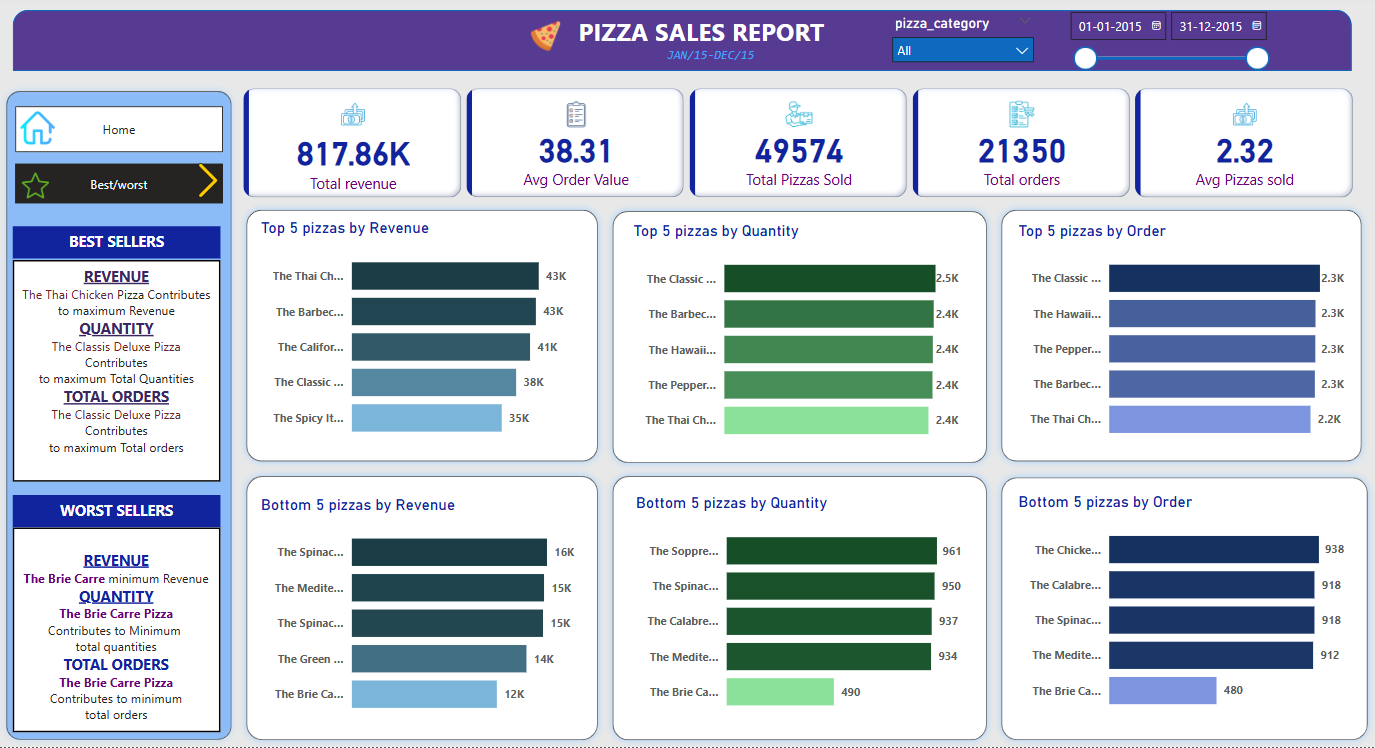 PIZZA SALES REPORT
JAN/15-DEC/15
pizza_category
All
01-01-2015
31-12-2015
Home
Best/worst
817.86K
Total revenue
38.31
Avg Order Value
49574
Total Pizzas Sold
21350
Total orders
2.32
Avg Pizzas sold
BEST SELLERS
REVENUE
The Thai Chicken Pizza Contributes
to maximum Revenue
QUANTITY
The Classis Deluxe Pizza
Contributes
to maximum Total Quantities
TOTAL ORDERS
The Classic Deluxe Pizza
Contributes
to maximum Total orders
WORST SELLERS
REVENUE
The Brie Carre minimum Revenue
QUANTITY
The Brie Carre Pizza
Contributes to Minimum
total quantities
TOTAL ORDERS
The Brie Carre Pizza
Contributes to minimum
total orders
Top 5 pizzas by Revenue
The Thai Ch... 43K
The Barbec... 43K
The Califor... 41K
The Classic ... 38K
The Spicy It... 35K
Top 5 pizzas by Quantity
The Classic ... 2.5K
The Barbec... 2.4K
The Hawaii... 2.4K
The Pepper... 2.4K
The Thai Ch... 2.4K
Top 5 pizzas by Order
The Classic ... 2.3K
The Hawaii... 2.3K
The Pepper... 2.3K
The Barbec... 2.3K
The Thai Ch... 2.2K
Bottom 5 pizzas by Revenue
The Spinac... 16K
The Medite... 15K
The Spinac... 15K
The Green ... 14K
The Brie Ca... 12K
Bottom 5 pizzas by Quantity
The Soppre... 961
The Spinac... 950
The Calabre... 937
The Medite... 934
The Brie Ca... 490
Bottom 5 pizzas by Order
The Chicke... 938
The Calabre... 918
The Spinac... 918
The Medite... 912
The Brie Ca... 480